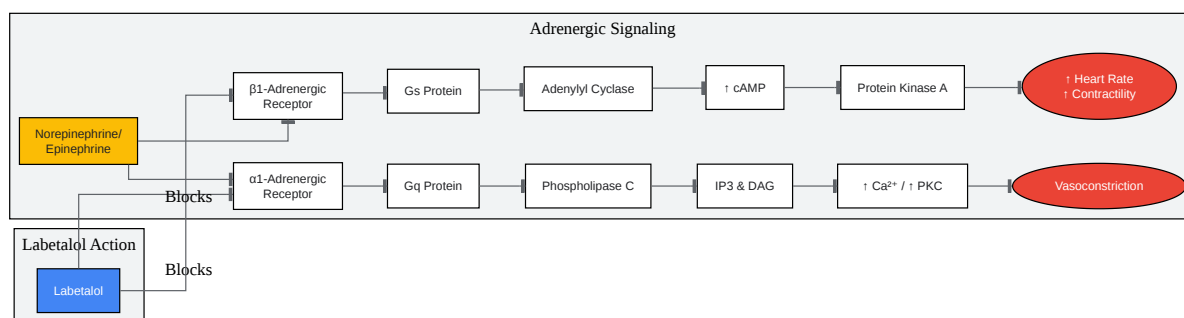 Adrenergic Signaling
β1-Adrenergic
Receptor
Gs Protein
Adenylyl Cyclase
↑ cAMP
Protein Kinase A
↑ Heart Rate
↑ Contractility
Norepinephrine/
Epinephrine
α1-Adrenergic
Receptor
Gq Protein
Phospholipase C
IP3 & DAG
↑ Ca²⁺ / ↑ PKC
Vasoconstriction
Blocks
Labetalol Action
Blocks
Labetalol